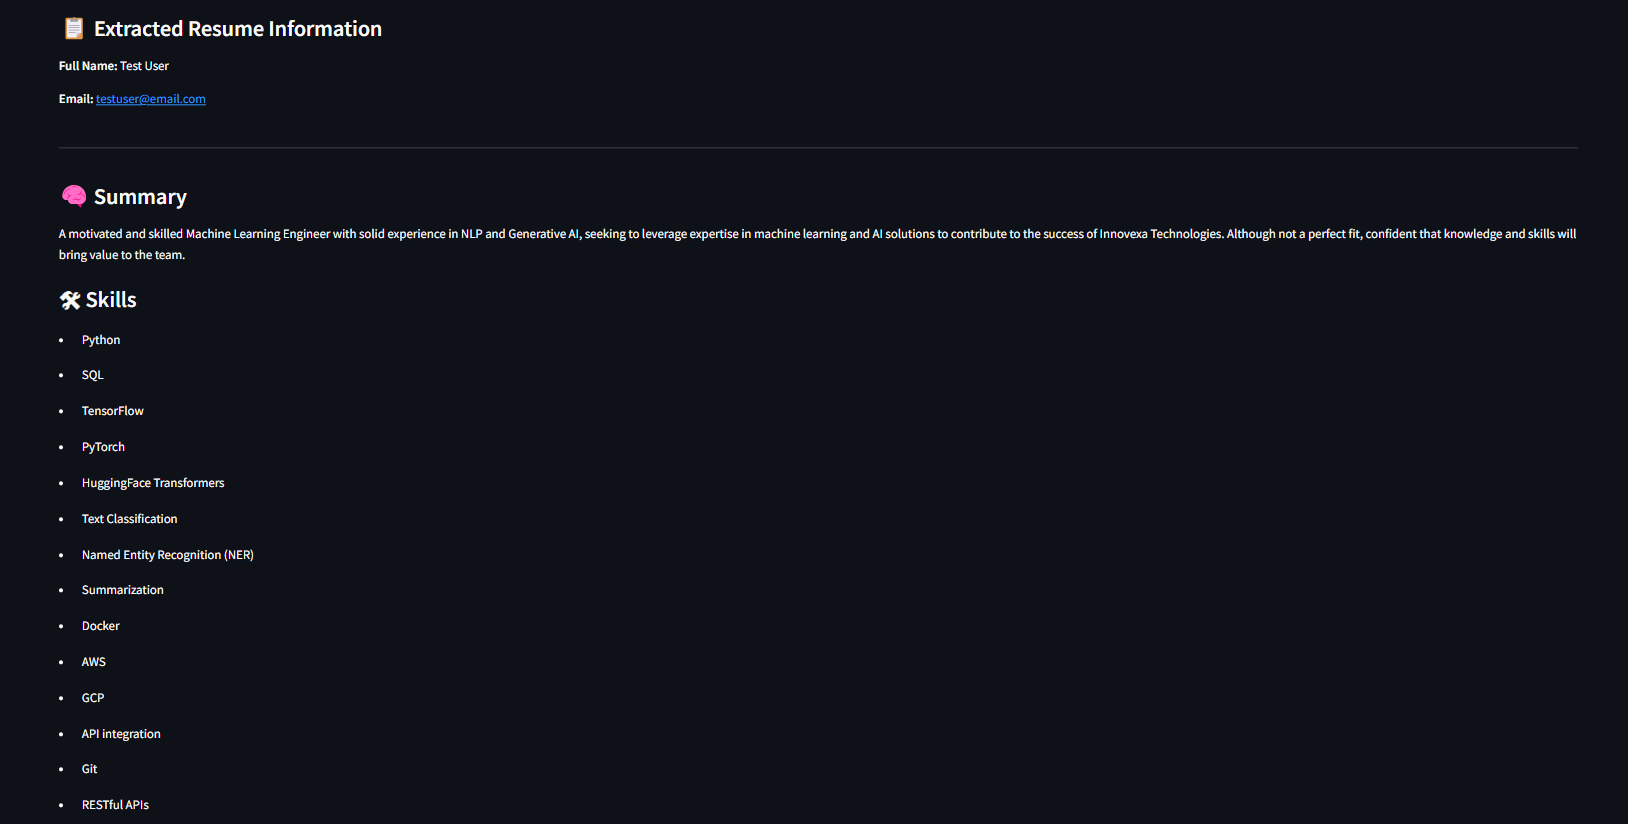 Extracted Resume Information
Full Name: Test User
Email: testuser@email.com
Summary
A motivated and skilled Machine Learning Engineer with solid experience in NLP and Generative AI, seeking to leverage expertise in machine learning and AI solutions to contribute to the success of Innovexa Technologies. Although not a perfect fit, confident that knowledge and skills will
bring value to the team.
Skills
• Python
• SQL
• TensorFlow
• PyTorch
• HuggingFace Transformers
• Text Classification
• Named Entity Recognition (NER)
• Summarization
• Docker
• AWS
• GCP
• API integration
• Git
• RESTful APIs